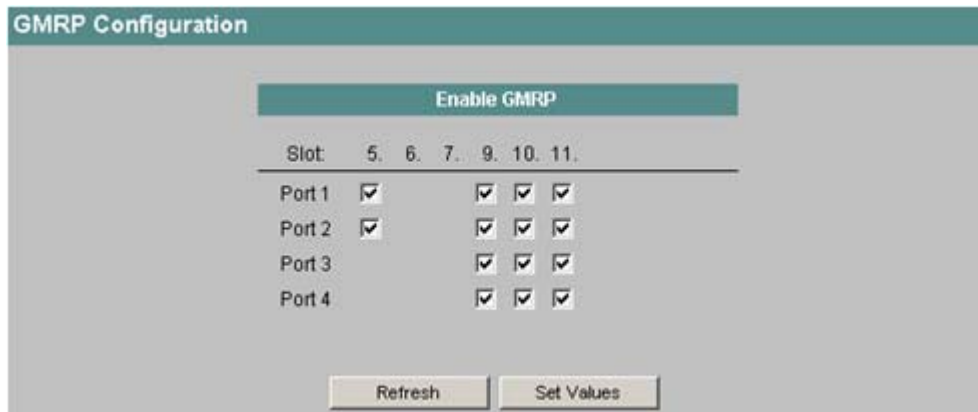 GMRP Configuration
Enable GMRP
Slot: 5. 6. 7. 9. 10. 11.
Port 1
Port 2
Port 3
Port 4
Refresh Set Values